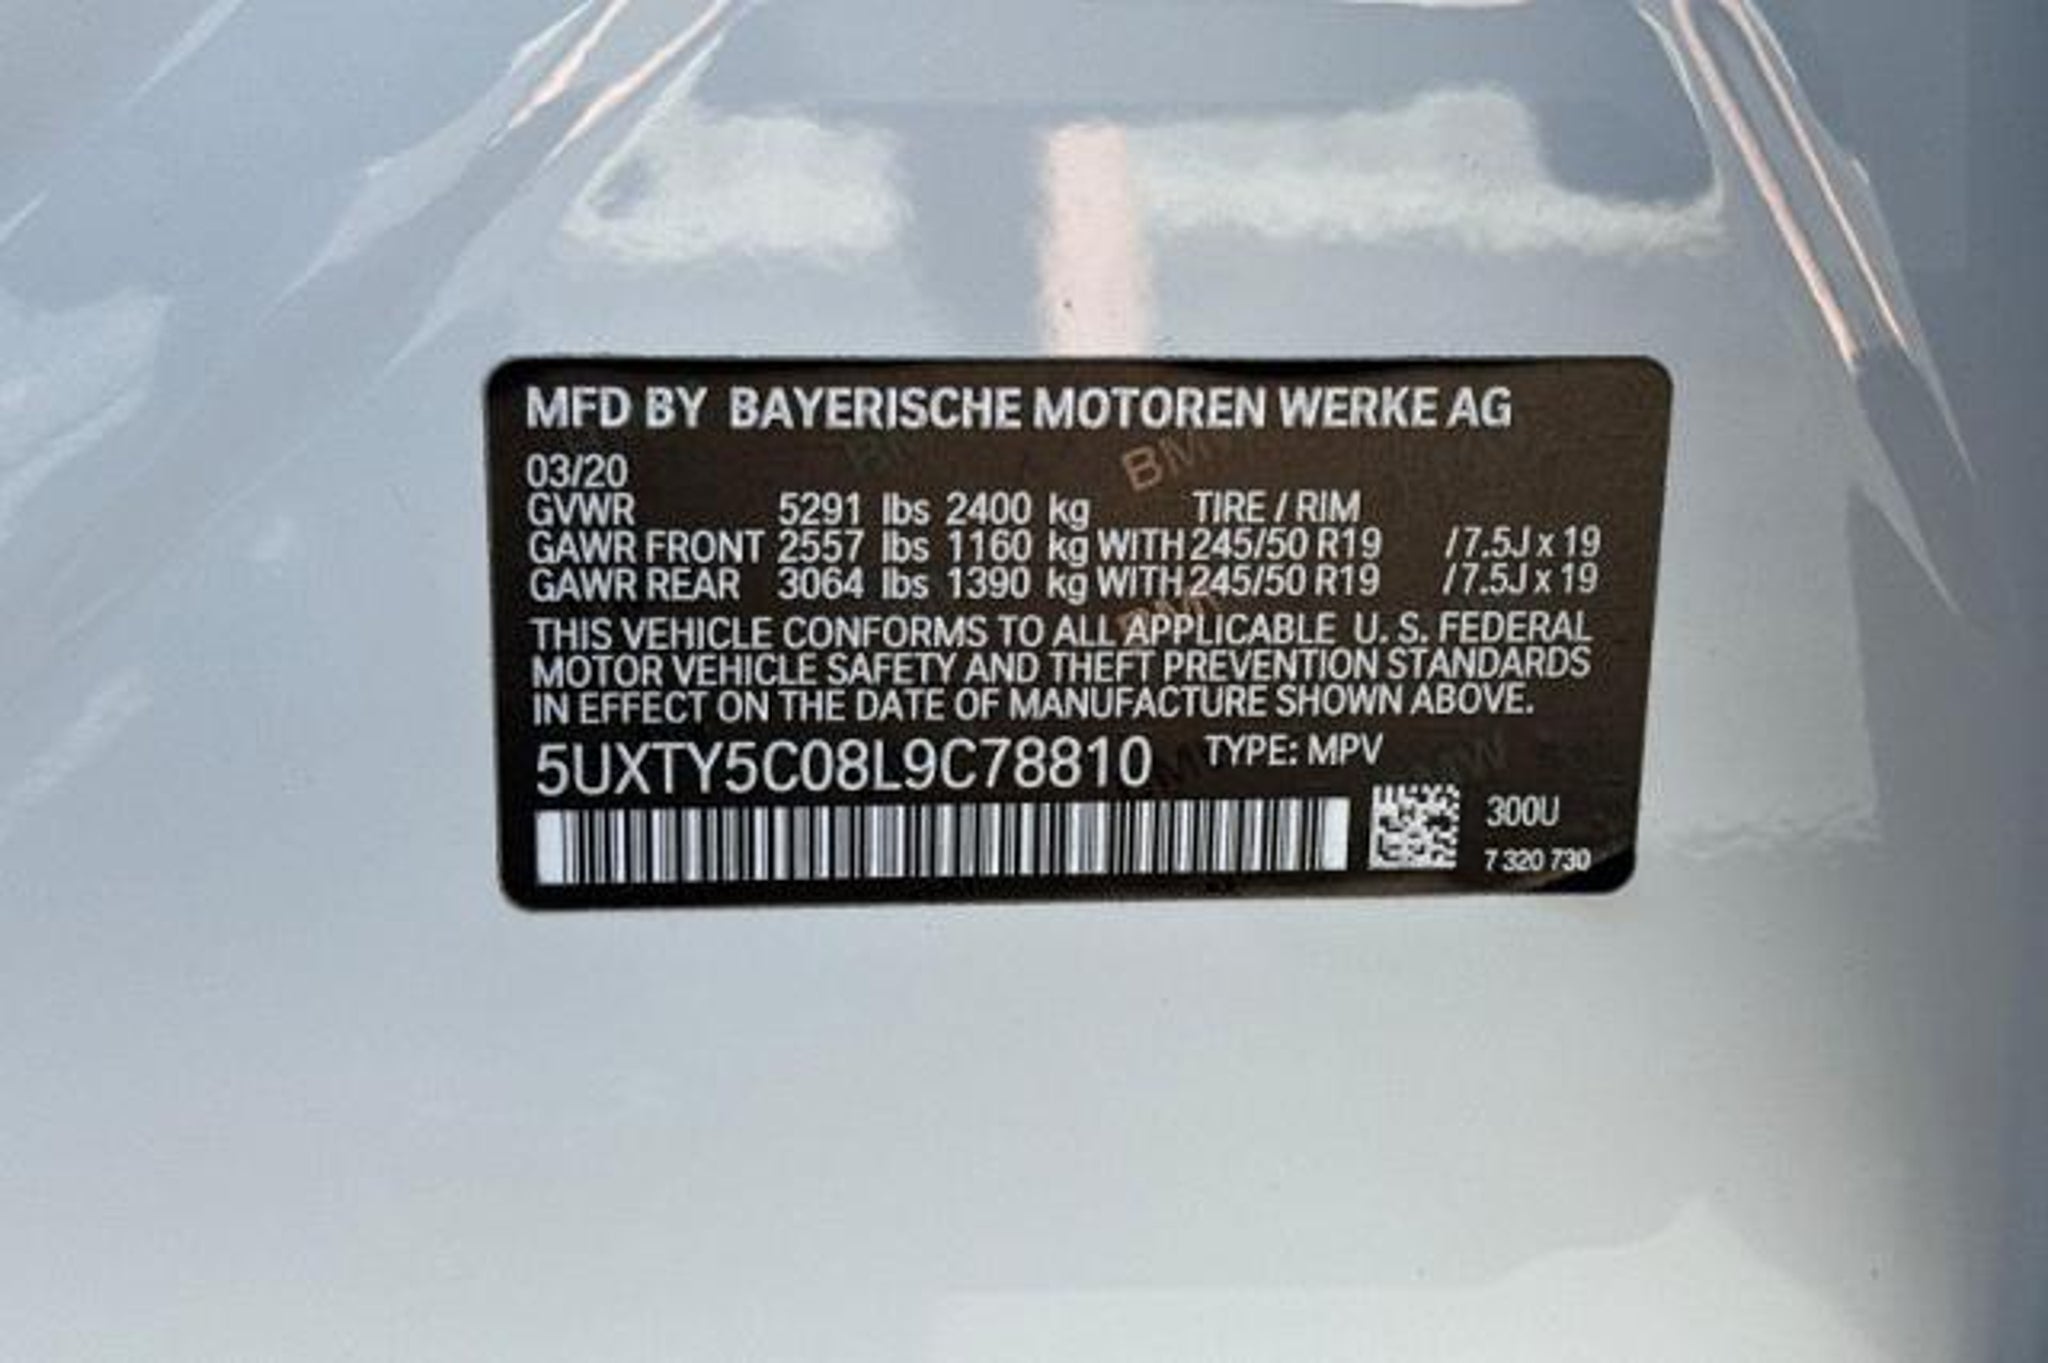 MFD BY BAYERISCHE MOTOREN WERKE AG
03/20
GVWR 5291 lbs 2400 kg TIRE / RIM
GAWR FRONT 2557 lbs 1160 kg WITH 245/50 R19 / 7.5J x 19
GAWR REAR 3064 lbs 1390 kg WITH 245/50 R19 / 7.5J x 19
THIS VEHICLE CONFORMS TO ALL APPLICABLE U. S. FEDERAL
MOTOR VEHICLE SAFETY AND THEFT PREVENTION STANDARDS
IN EFFECT ON THE DATE OF MANUFACTURE SHOWN ABOVE.
5UXTY5C08L9C78810 TYPE: MPV
300U
7 320 730